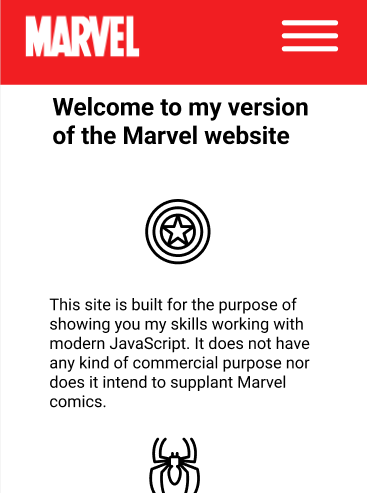 MARVEL
Welcome to my version
of the Marvel website
This site is built for the purpose of
showing you my skills working with
modern JavaScript. It does not have
any kind of commercial purpose nor
does it intend to supplant Marvel
comics.